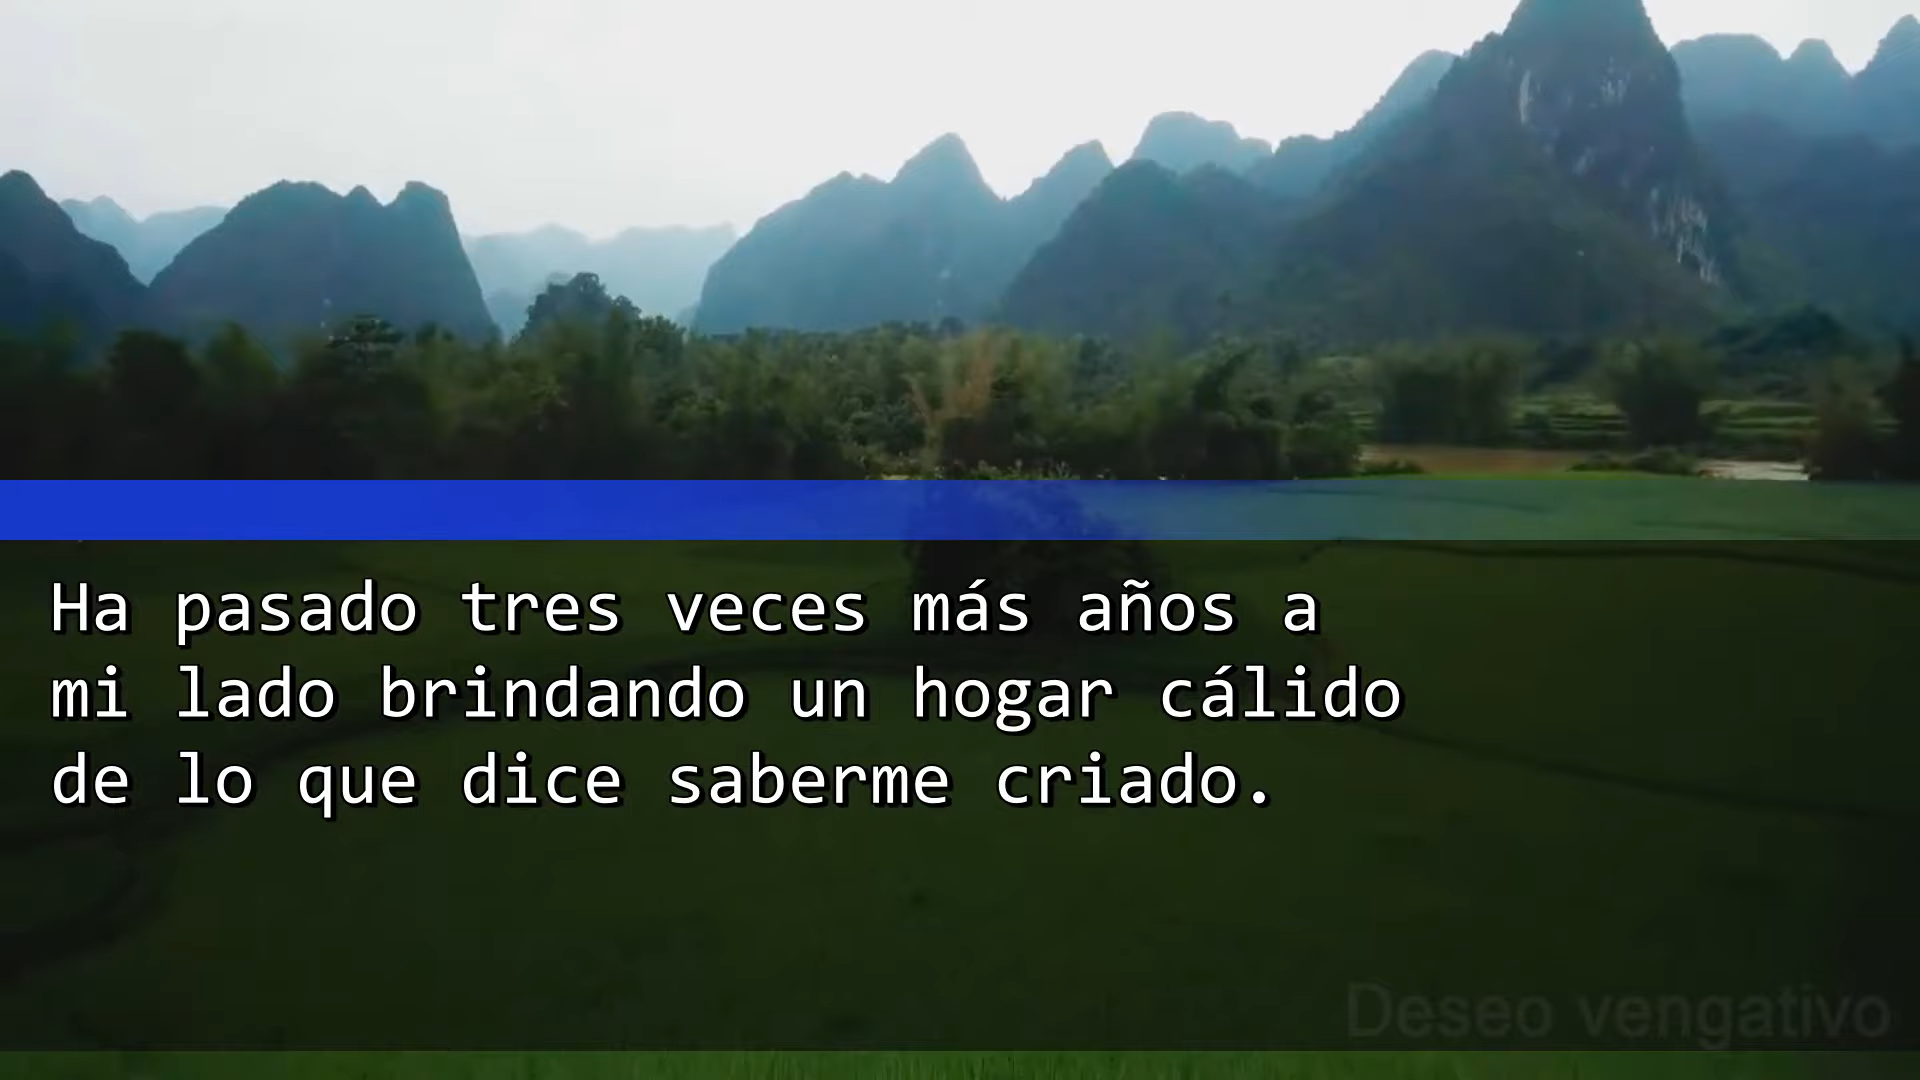 Ha pasado tres veces más años a
mi lado brindando un hogar cálido
de lo que dice saberme criado.
Deseo vengativo